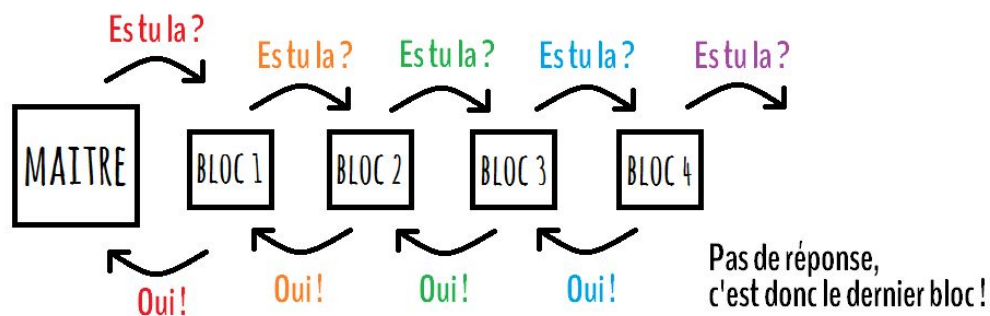 Es tu la ?
Es tu la ?
Es tu la ?
Es tu la ?
Es tu la ?
MAITRE
BLOC 1
BLOC 2
BLOC 3
BLOC 4
Oui !
Oui !
Oui !
Oui !
Pas de réponse,
c'est donc le dernier bloc !